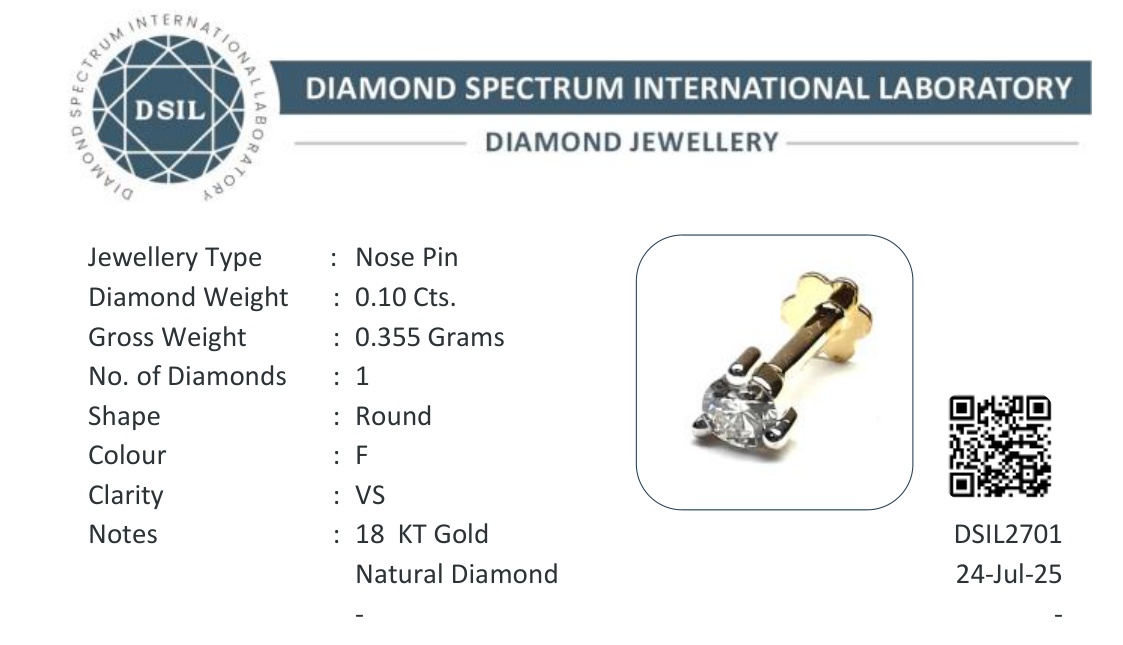 DIAMOND SPECTRUM INTERNATIONAL LABORATORY
DSIL
DIAMOND SPECTRUM INTERNATIONAL LABORATORY
DIAMOND JEWELLERY
Jewellery Type : Nose Pin
Diamond Weight : 0.10 Cts.
Gross Weight : 0.355 Grams
No. of Diamonds : 1
Shape : Round
Colour : F
Clarity : VS
Notes : 18 KT Gold
Natural Diamond
-
DSIL2701
24-Jul-25
-